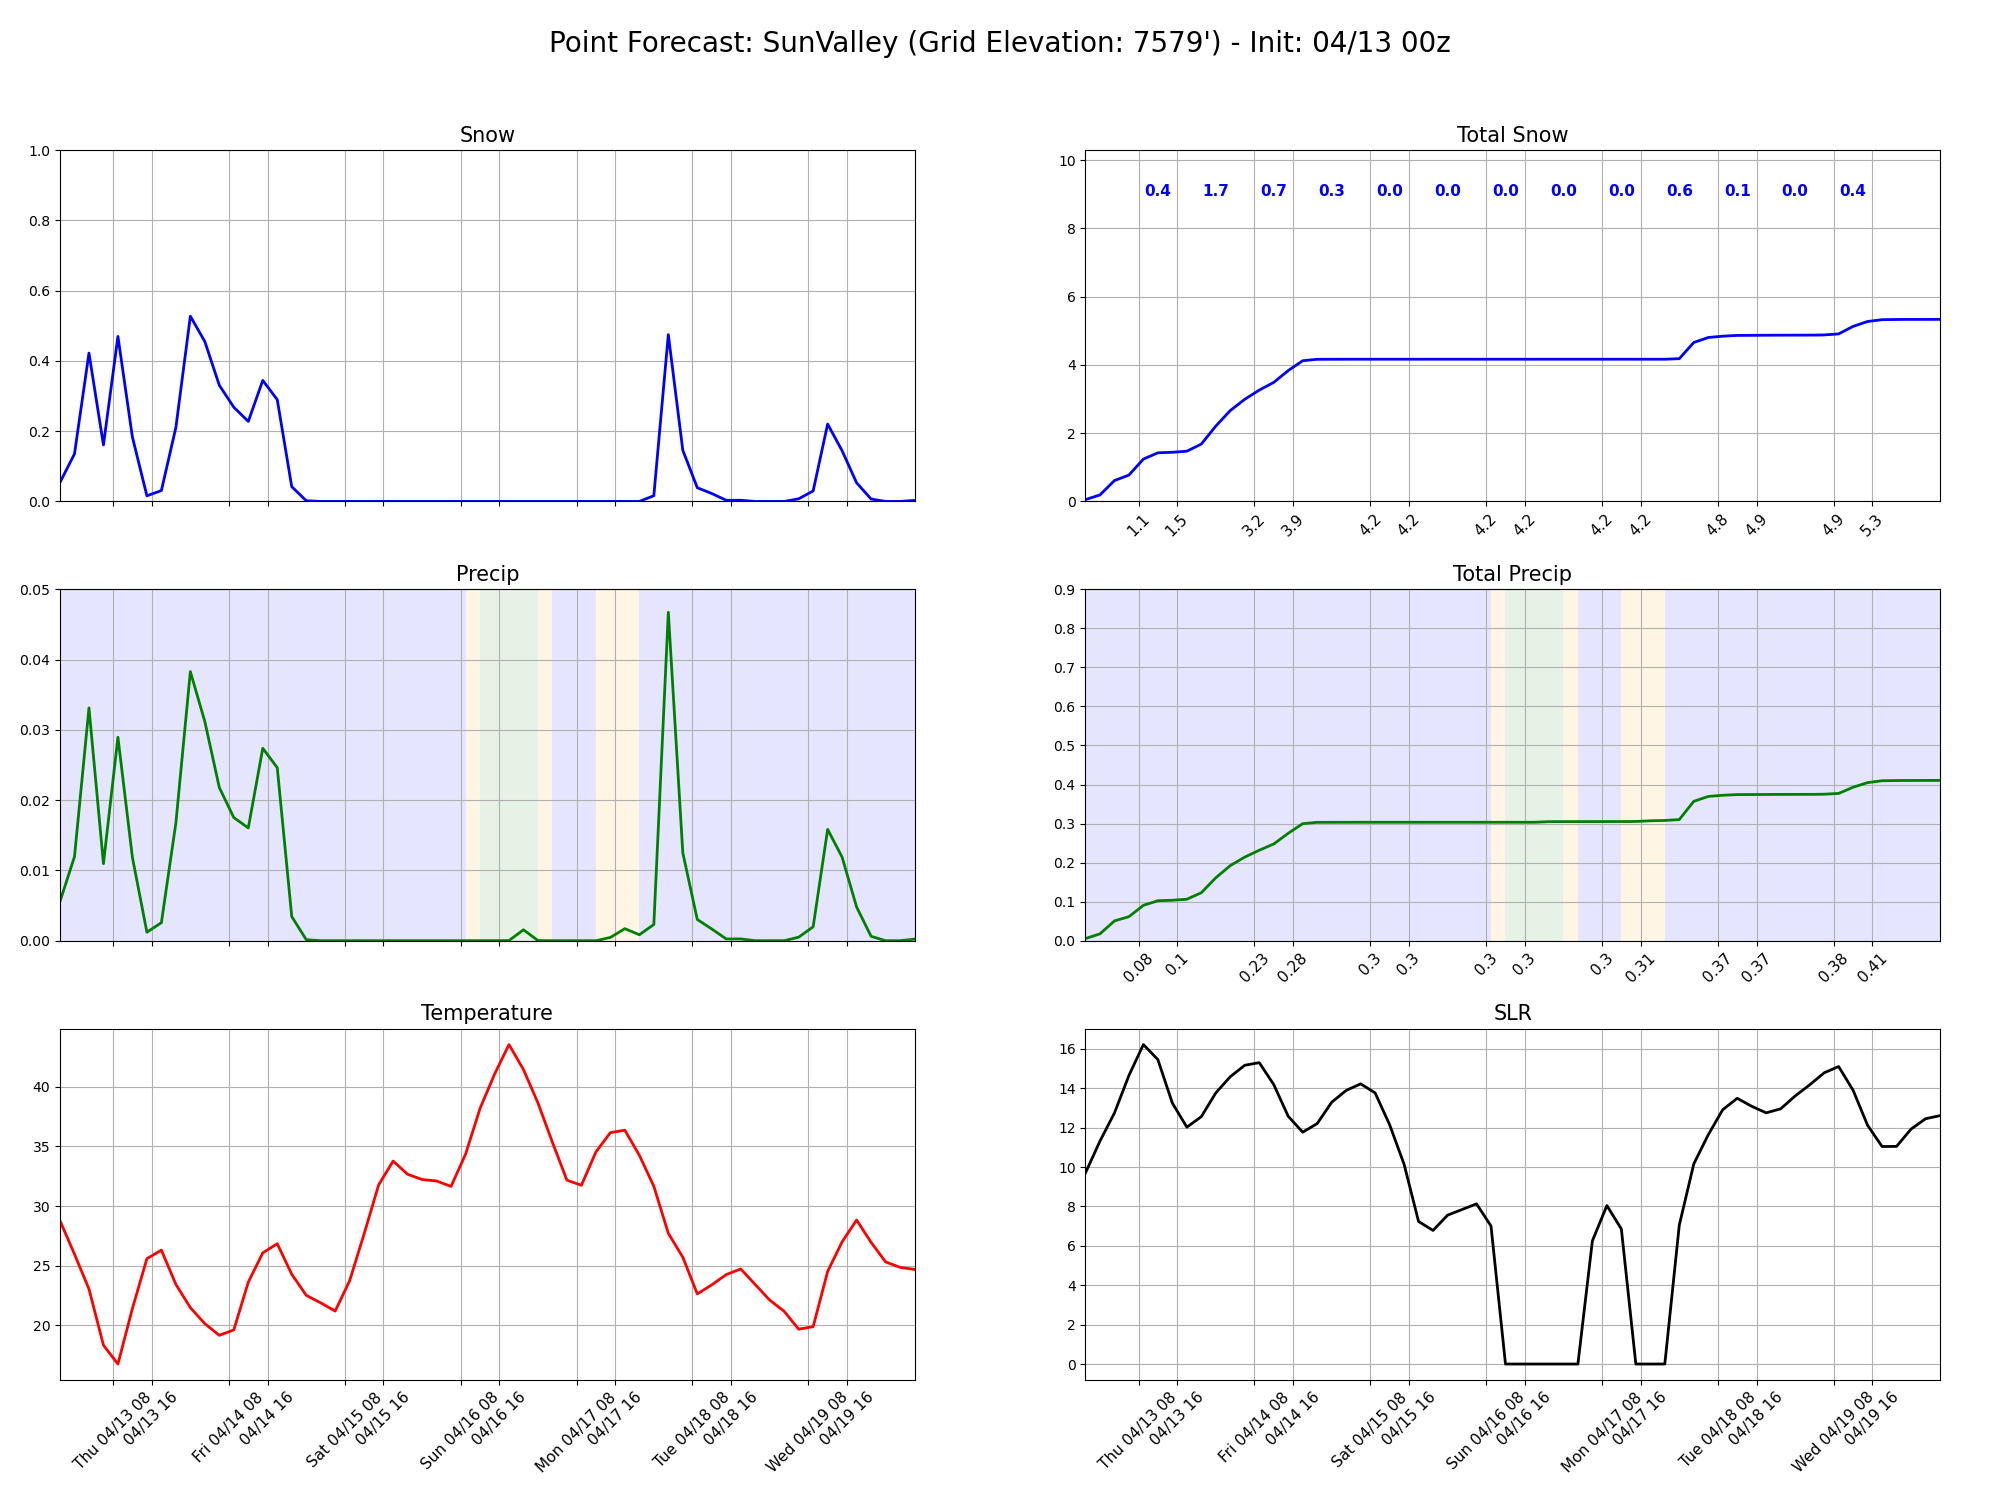 Point Forecast: SunValley (Grid Elevation: 7579') - Init: 04/13 00z
Snow
1.0
0.8
0.6
0.4
0.2
0.0
Total Snow
10
8
6
4
2
0
0.4 1.7 0.7 0.3 0.0 0.0 0.0 0.0 0.0 0.6 0.1 0.0 0.4
1.1 1.5 3.2 3.9 4.2 4.2 4.2 4.2 4.2 4.2 4.8 4.9 4.9 5.3
Precip
0.05
0.04
0.03
0.02
0.01
0.00
Total Precip
0.9
0.8
0.7
0.6
0.5
0.4
0.3
0.2
0.1
0.0
0.08 0.1 0.23 0.28 0.3 0.3 0.3 0.3 0.3 0.31 0.37 0.37 0.38 0.41
Temperature
40
35
30
25
20
Thu 04/13 08
04/13 16
Fri 04/14 08
04/14 16
Sat 04/15 08
04/15 16
Sun 04/16 08
04/16 16
Mon 04/17 08
04/17 16
Tue 04/18 08
04/18 16
Wed 04/19 08
04/19 16
SLR
16
14
12
10
8
6
4
2
0
Thu 04/13 08
04/13 16
Fri 04/14 08
04/14 16
Sat 04/15 08
04/15 16
Sun 04/16 08
04/16 16
Mon 04/17 08
04/17 16
Tue 04/18 08
04/18 16
Wed 04/19 08
04/19 16